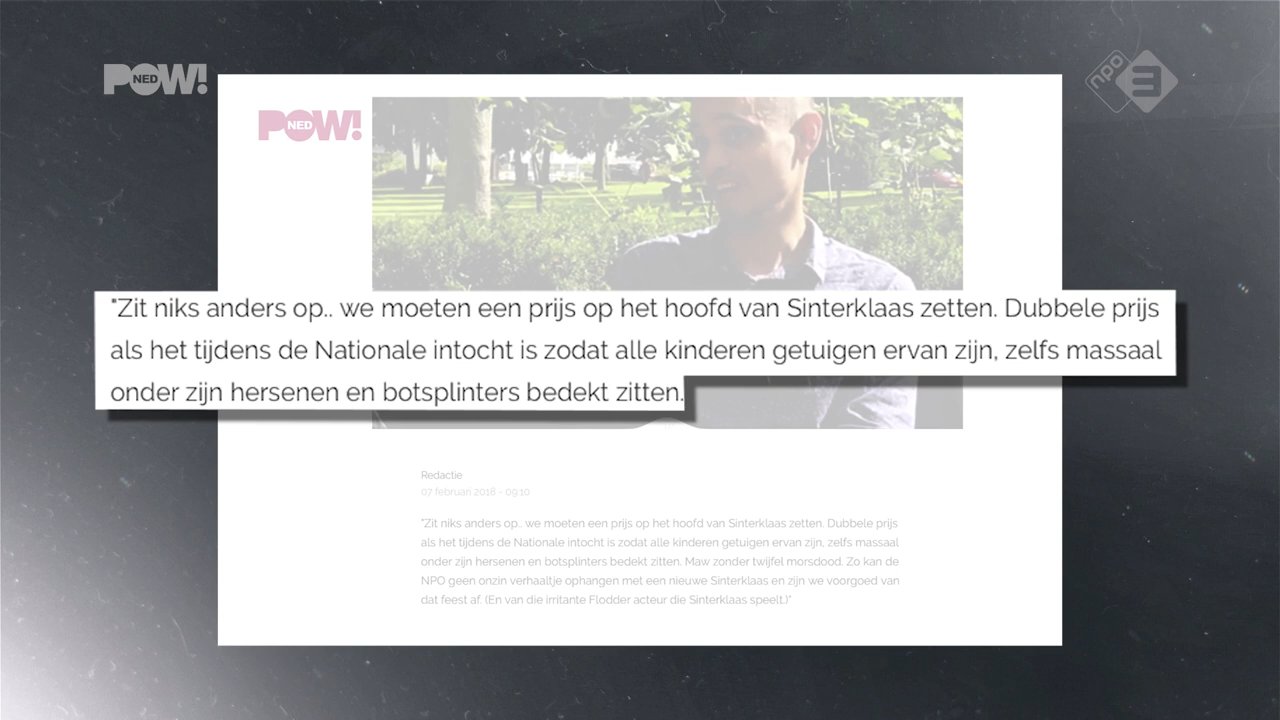 POW!
NED
npo
3
POW!
NED
"Zit niks anders op.. we moeten een prijs op het hoofd van Sinterklaas zetten. Dubbele prijs
als het tijdens de Nationale intocht is zodat alle kinderen getuigen ervan zijn, zelfs massaal
onder zijn hersenen en botsplinters bedekt zitten.
Redactie
07 februari 2018 - 09:10
"Zit niks anders op.. we moeten een prijs op het hoofd van Sinterklaas zetten. Dubbele prijs
als het tijdens de Nationale intocht is zodat alle kinderen getuigen ervan zijn, zelfs massaal
onder zijn hersenen en botsplinters bedekt zitten. Maw zonder twijfel morsdood. Zo kan de
NPO geen onzin verhaaltje ophangen met een nieuwe Sinterklaas en zijn we voorgoed van
dat feest af. (En van die irritante Flodder acteur die Sinterklaas speelt.)"